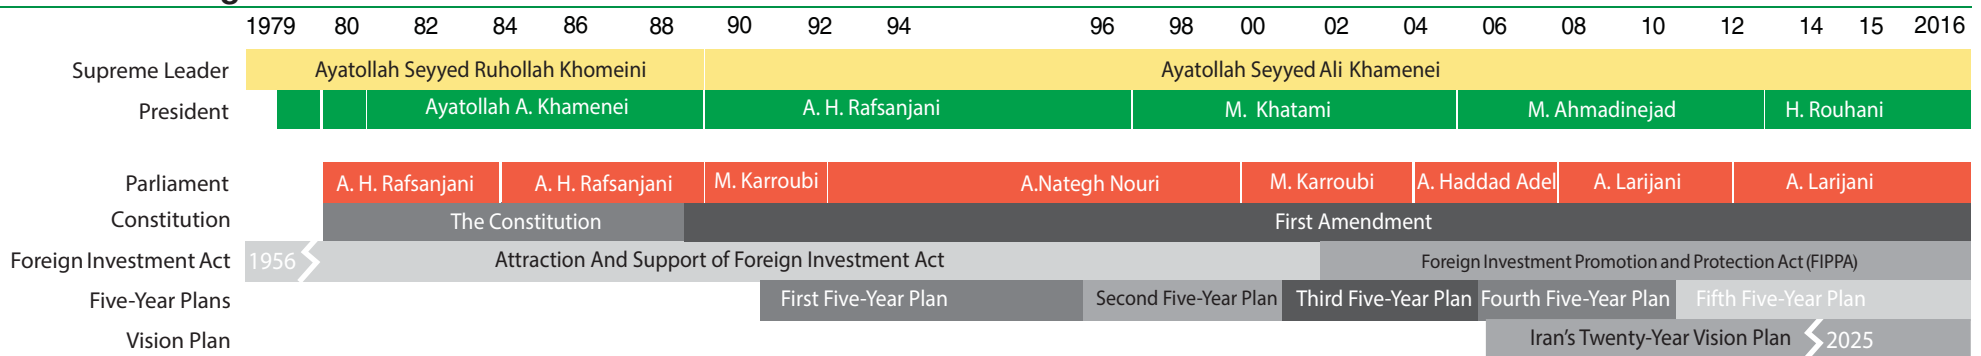 1979 80 82 84 86 88 90 92 94 96 98 00 02 04 06 08 10 12 14 15 2016
Supreme Leader Ayatollah Seyyed Ruhollah Khomeini Ayatollah Seyyed Ali Khamenei
President Ayatollah A. Khamenei A. H. Rafsanjani M. Khatami M. Ahmadinejad H. Rouhani
Parliament A. H. Rafsanjani A. H. Rafsanjani M. Karroubi A.Nategh Nouri M. Karroubi A. Haddad Adel A. Larijani A. Larijani
Constitution The Constitution First Amendment
Foreign Investment Act 1956 Attraction And Support of Foreign Investment Act Foreign Investment Promotion and Protection Act (FIPPA)
Five-Year Plans First Five-Year Plan Second Five-Year Plan Third Five-Year Plan Fourth Five-Year Plan Fifth Five-Year Plan
Vision Plan Iran's Twenty-Year Vision Plan 2025